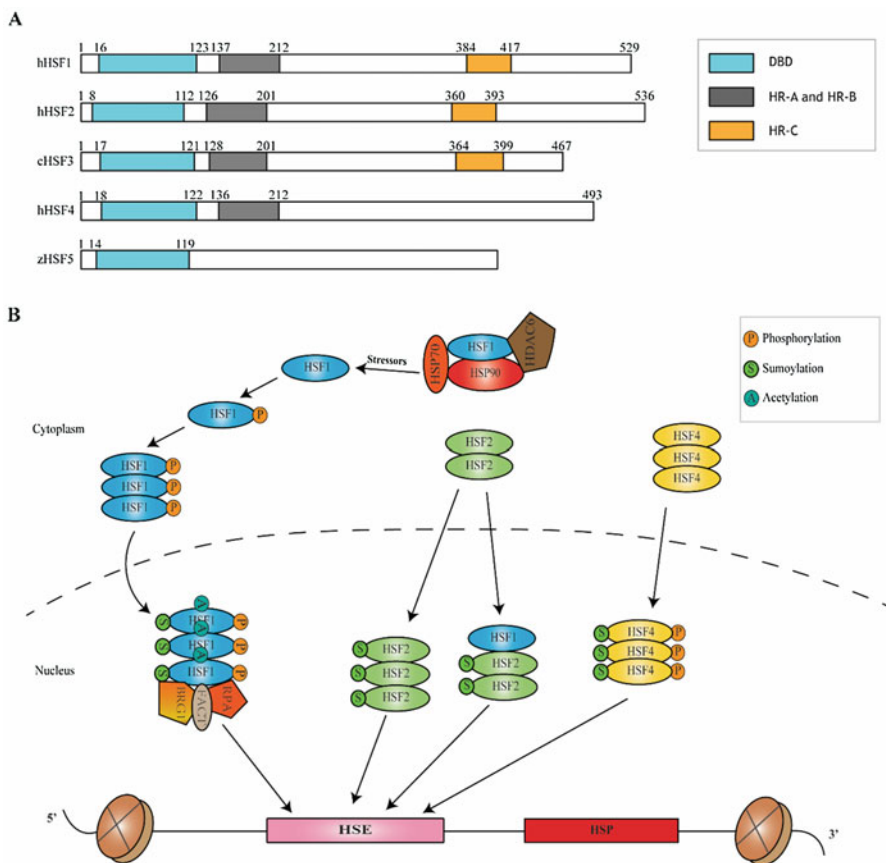 A
1 16 123 137 212 384 417 529
hHSF1
DBD
HR-A and HR-B
HR-C
1 8 112 126 201 360 393 536
hHSF2
1 17 121 128 201 364 399 467
cHSF3
1 18 122 136 212 493
hHSF4
1 14 119
zHSF5
B
HSP70
HSF1
HSP90
HDAC6
Stressors
HSF1
P Phosphorylation
S Sumoylation
A Acetylation
HSF1 P
Cytoplasm
HSF2
HSF2
HSF4
HSF4
HSF4
HSF1 P
HSF1 P
HSF1 P
A
S HSF1 P
A
S HSF1 P
A
S HSF1 P
BRG1 FACT RPA
Nucleus
S HSF2
S HSF2
S HSF2
HSF1
S HSF2
S HSF2
S HSF4 P
S HSF4 P
S HSF4 P
5’ HSE HSP 3’